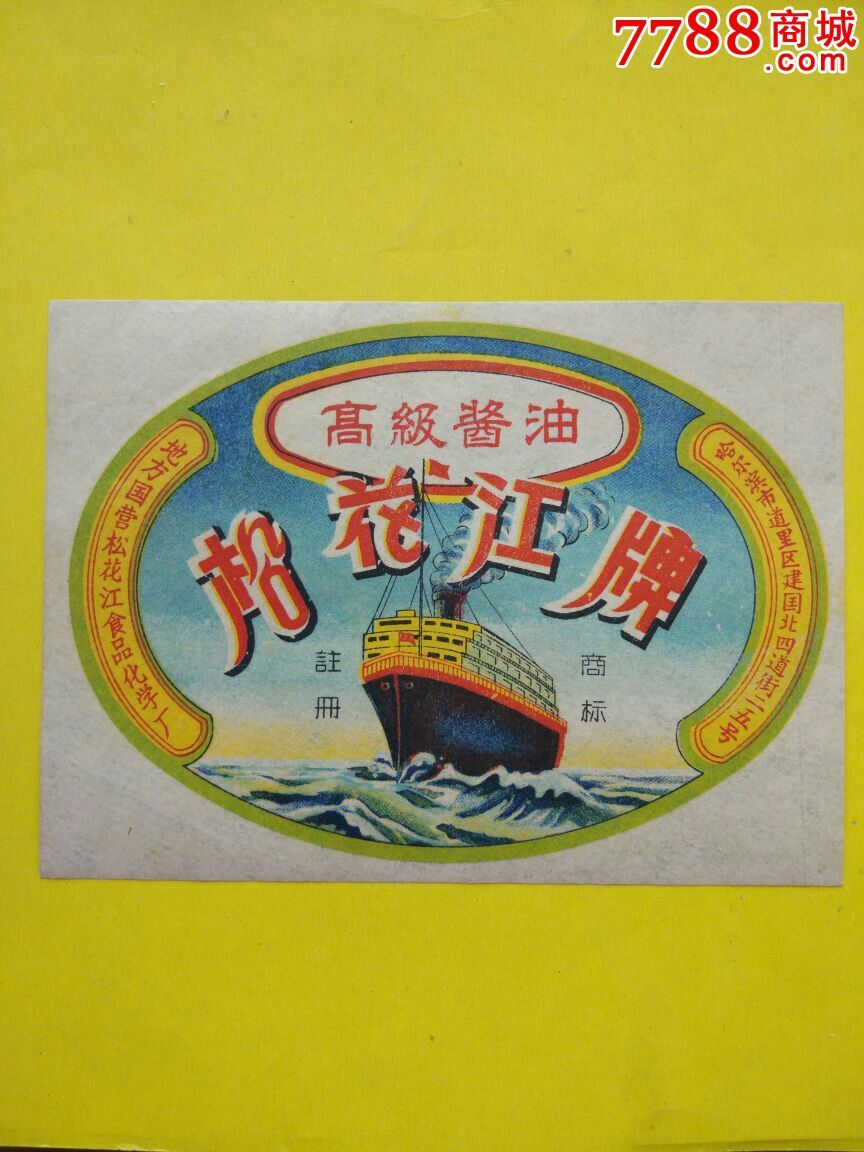 7788商城
.com
高級醬油
松花江牌
註冊
商标
地方国营松花江食品化学厂
哈尔滨市道里区建国北四道街二五号